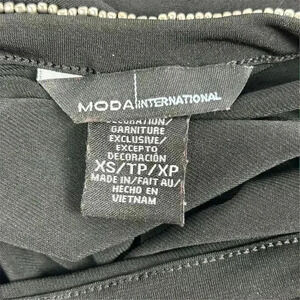 MODA INTERNATIONAL
DECORATION/
GARNITURE
EXCLUSIVE/
EXCEPTO
DECORACIÓN
XS/TP/XP
MADE IN/FAIT AU/
HECHO EN
VIETNAM